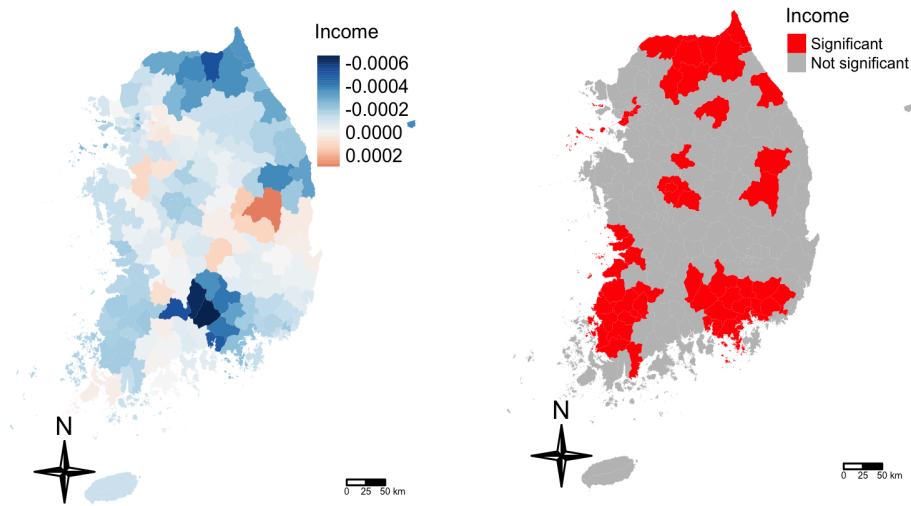 Income
-0.0006
-0.0004
-0.0002
0.0000
0.0002
N
0 25 50 km
Income
Significant
Not significant
N
0 25 50 km